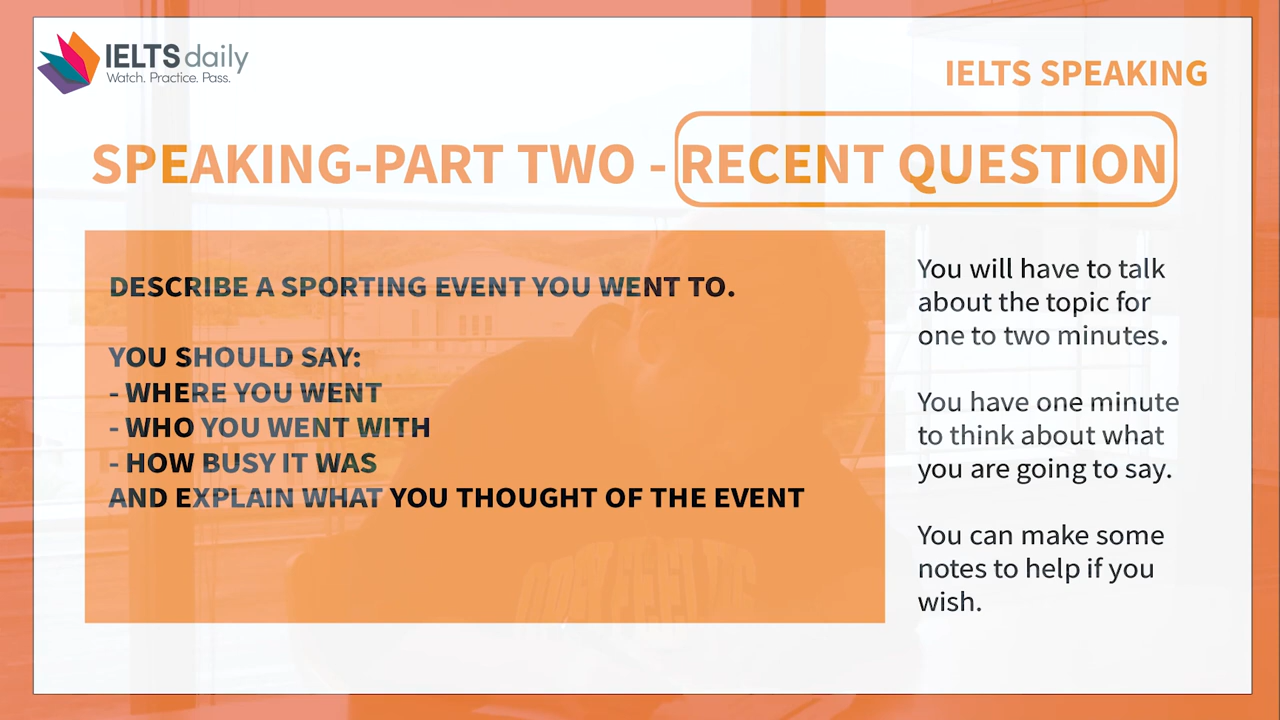 IELTS daily
Watch. Practice. Pass.
IELTS SPEAKING
SPEAKING-PART TWO - RECENT QUESTION
DESCRIBE A SPORTING EVENT YOU WENT TO.
YOU SHOULD SAY:
- WHERE YOU WENT
- WHO YOU WENT WITH
- HOW BUSY IT WAS
AND EXPLAIN WHAT YOU THOUGHT OF THE EVENT
You will have to talk
about the topic for
one to two minutes.
You have one minute
to think about what
you are going to say.
You can make some
notes to help if you
wish.